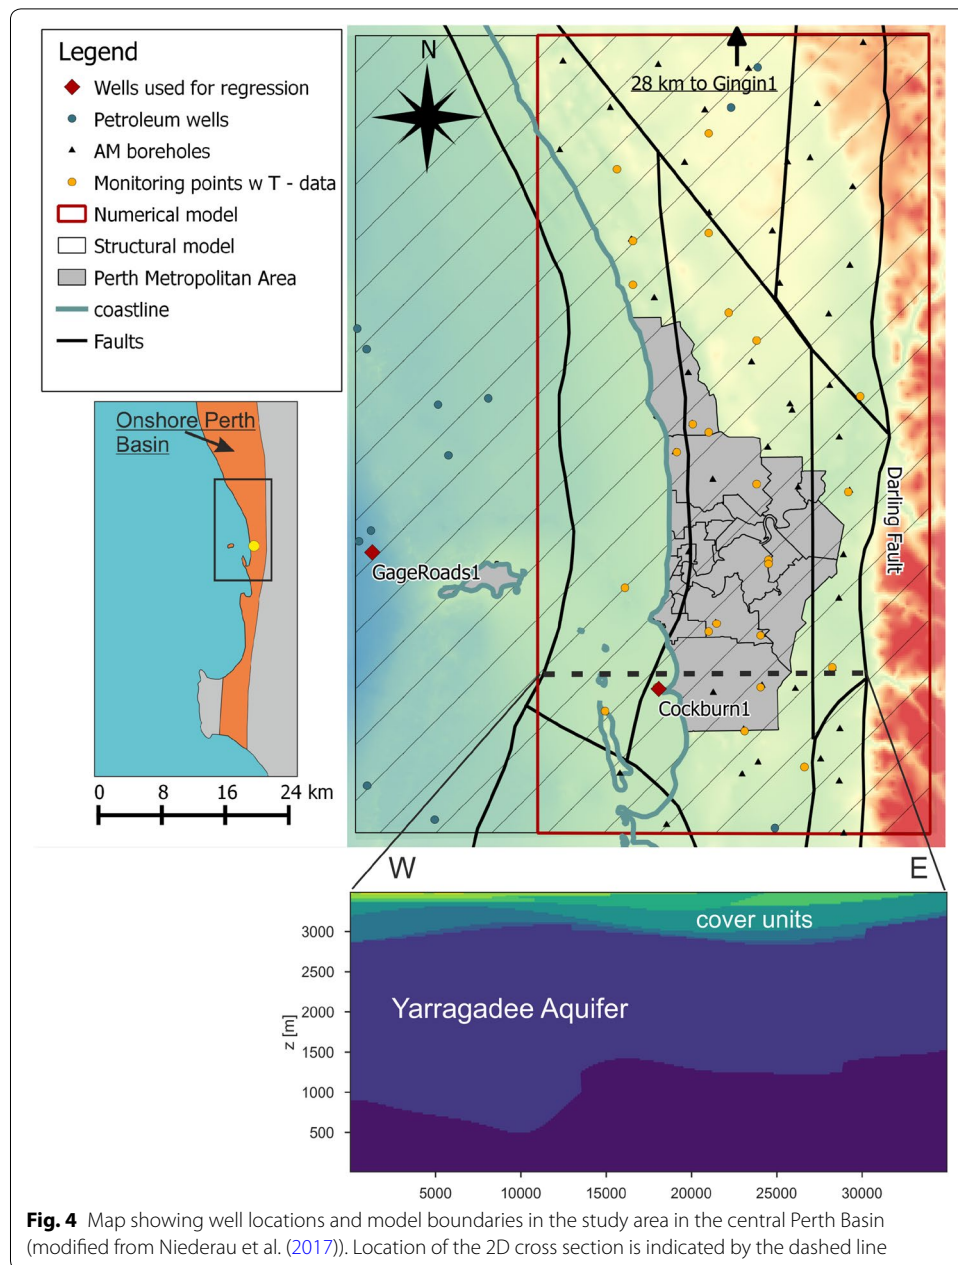 Legend
Wells used for regression
Petroleum wells
AM boreholes
Monitoring points w T - data
Numerical model
Structural model
Perth Metropolitan Area
coastline
Faults
N
28 km to Gingin1
Onshore Perth
Basin
Darling Fault
GageRoads1
Cockburn1
0 8 16 24 km
W E
cover units
Yarragadee Aquifer
z [m]
3000
2500
2000
1500
1000
500
5000 10000 15000 20000 25000 30000
Fig. 4 Map showing well locations and model boundaries in the study area in the central Perth Basin
(modified from Niederau et al. (2017)). Location of the 2D cross section is indicated by the dashed line